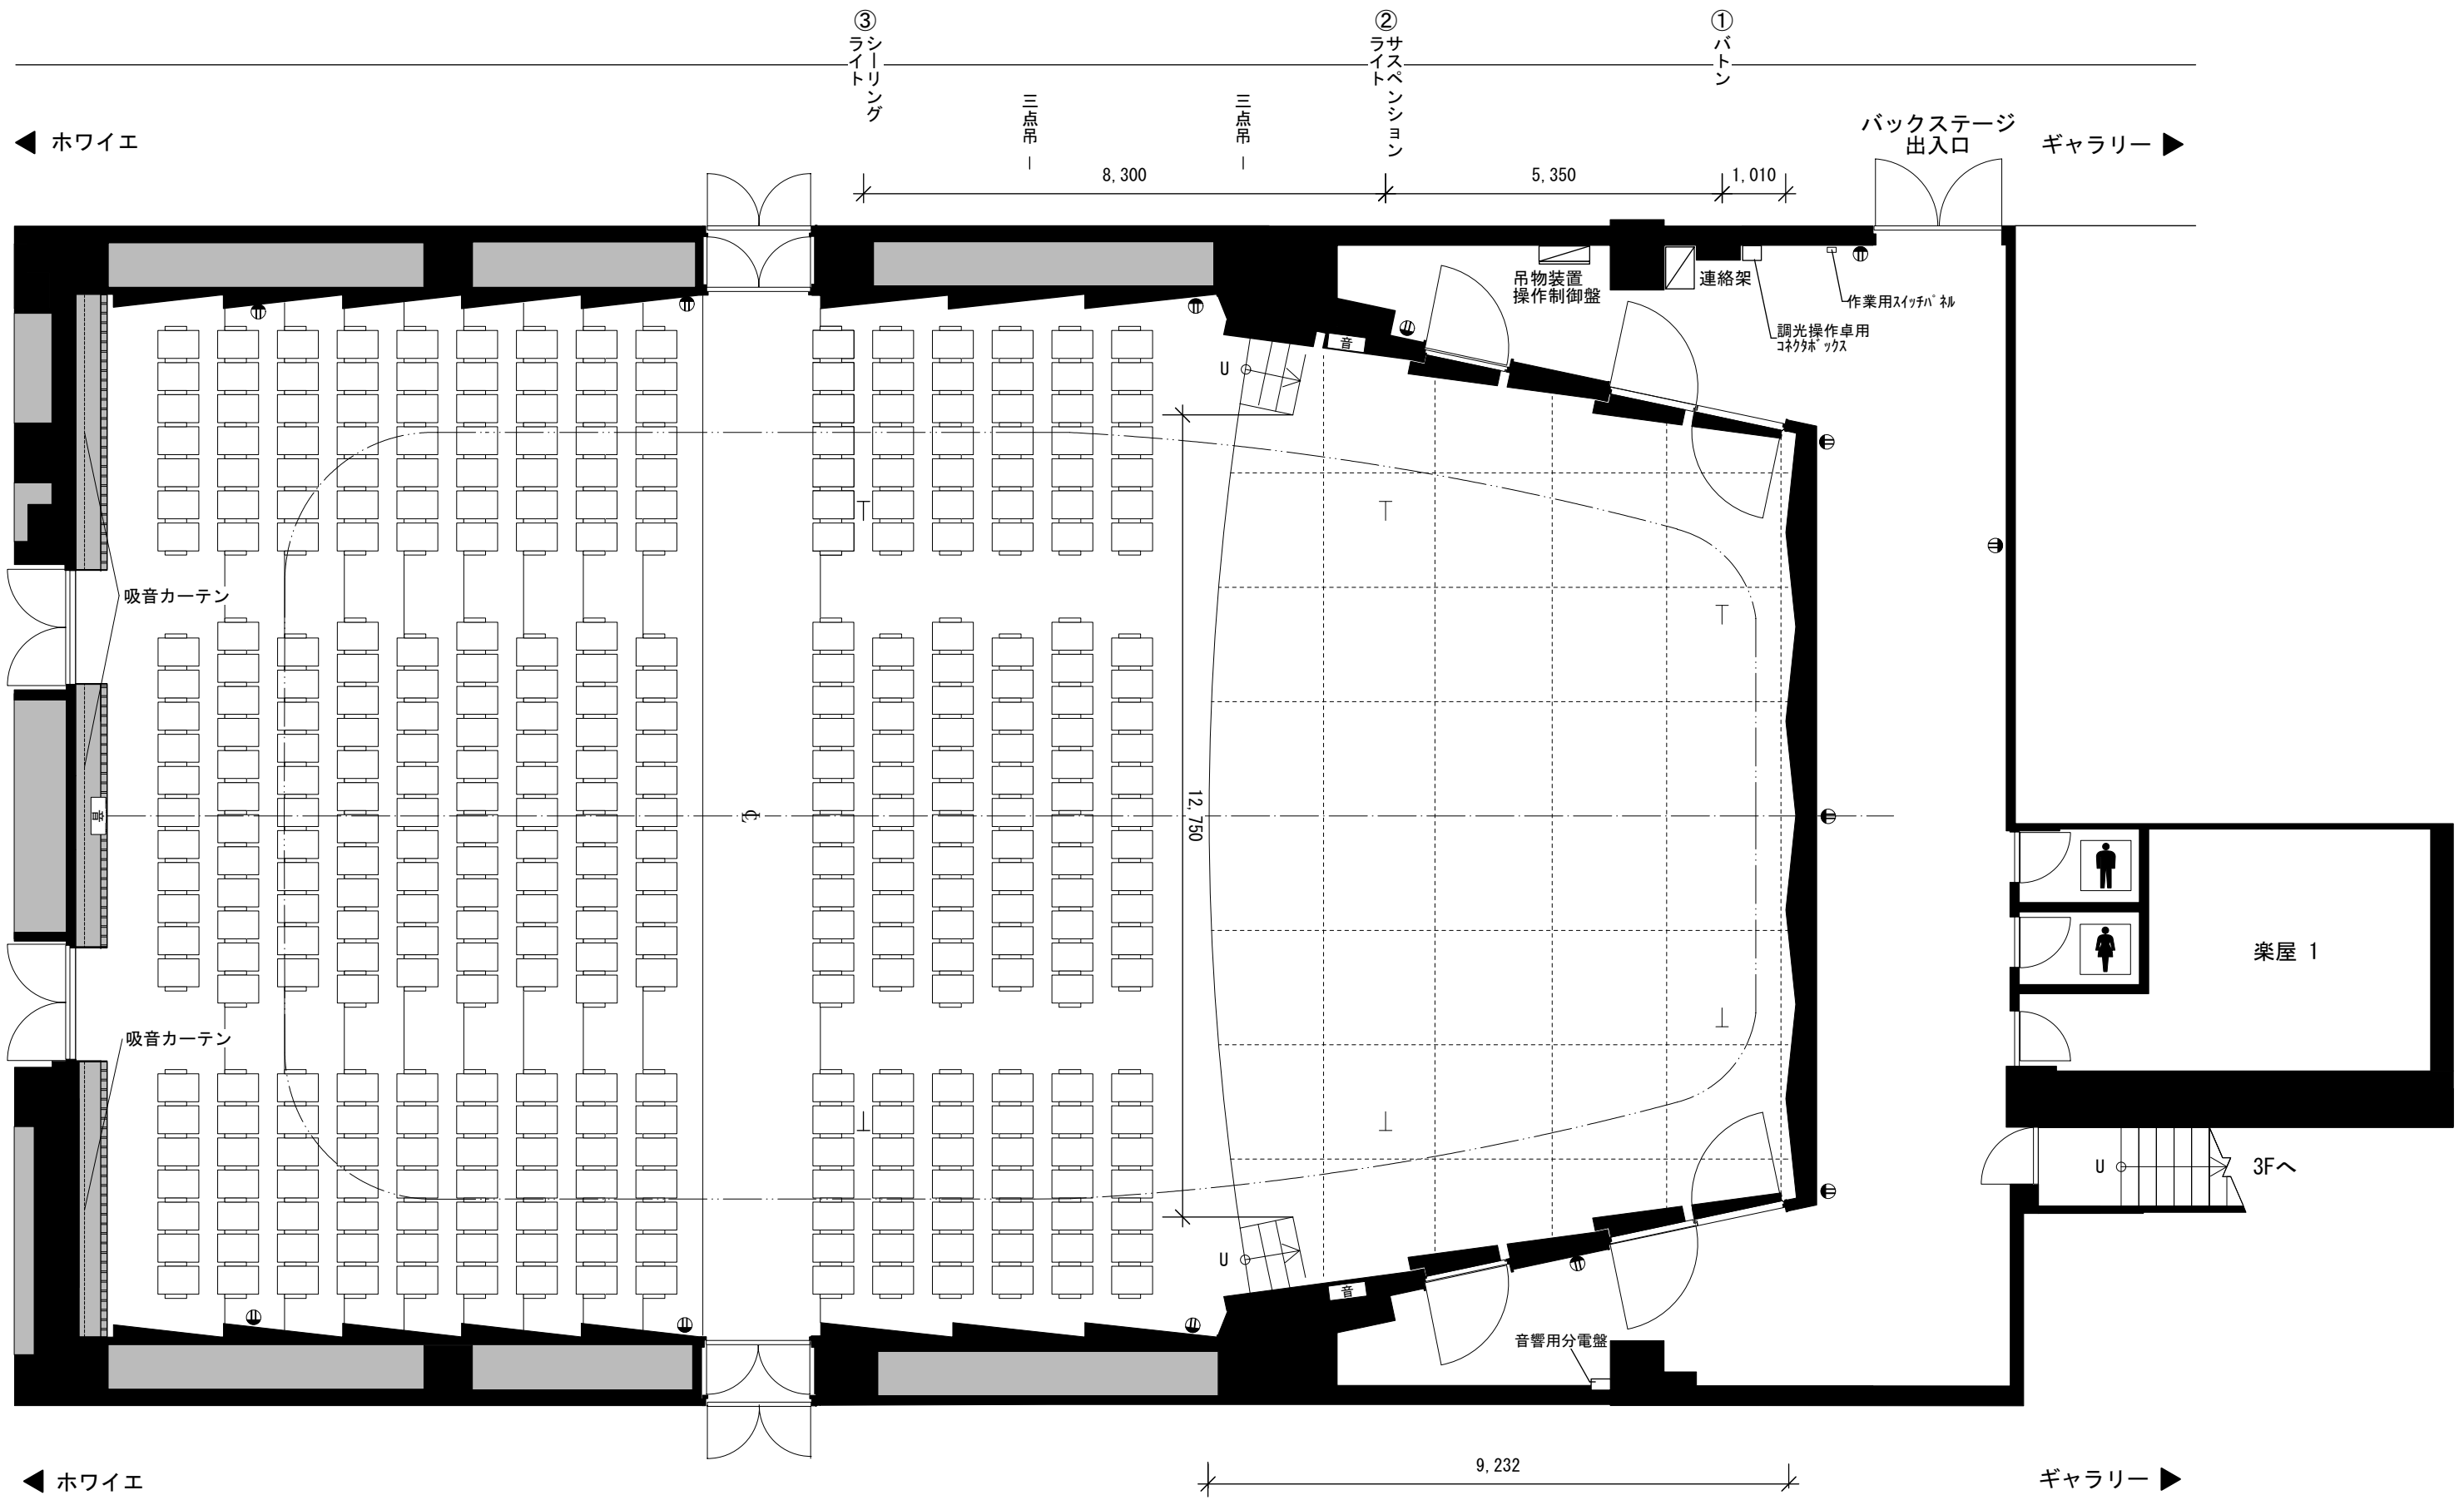 ③
シーリング
ライト
②
サスペンション
ライト
①
バトン
三点吊
三点吊
◀ ホワイエ
バックステージ
出入口
ギャラリー ▶
8,300
5,350
1,010
吊物装置
操作制御盤
連絡架
作業用ｽｲｯﾁﾊﾟﾈﾙ
調光操作卓用
ｺﾈｸﾀﾎﾞｯｸｽ
音
U
吸音カーテン
音
12,750
楽屋 1
吸音カーテン
U
3Fへ
U
音
音響用分電盤
9,232
◀ ホワイエ
ギャラリー ▶